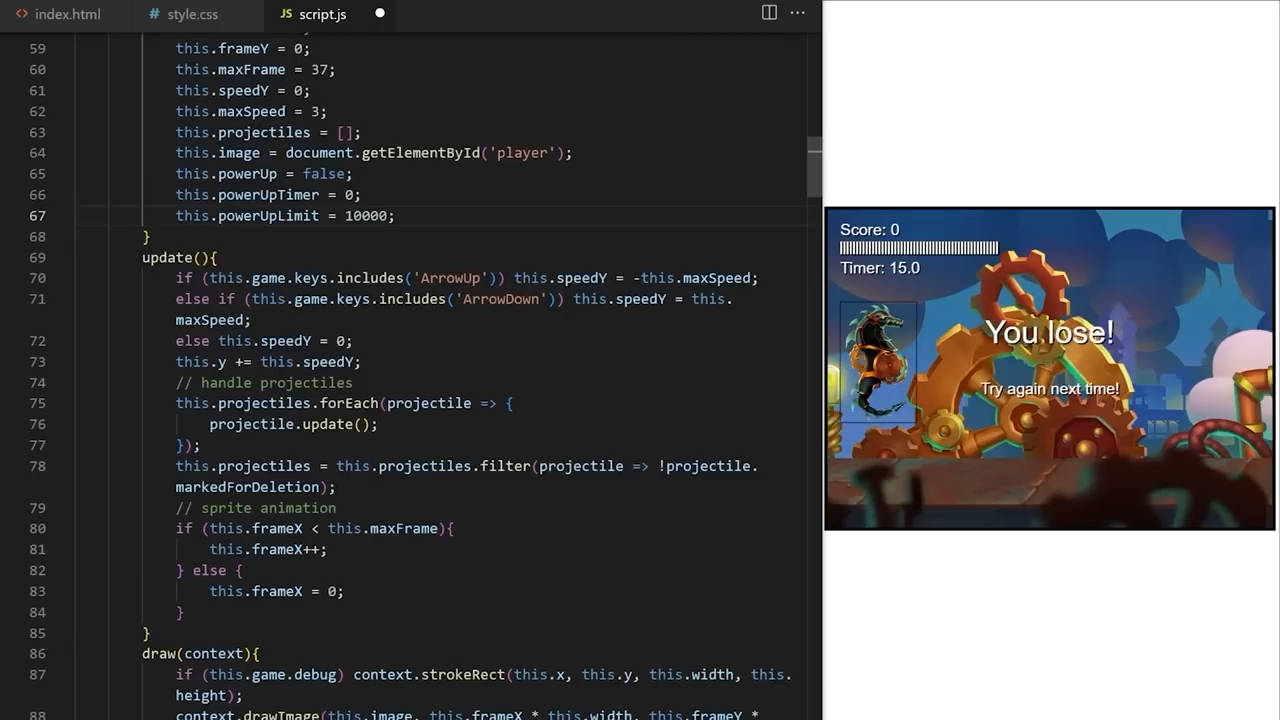 index.html
# style.css
JS script.js
59 this.frameY = 0;
60 this.maxFrame = 37;
61 this.speedY = 0;
62 this.maxSpeed = 3;
63 this.projectiles = [];
64 this.image = document.getElementById('player');
65 this.powerUp = false;
66 this.powerUpTimer = 0;
67 this.powerUpLimit = 10000;
68 }
69 update(){
70 if (this.game.keys.includes('ArrowUp')) this.speedY = -this.maxSpeed;
71 else if (this.game.keys.includes('ArrowDown')) this.speedY = this.
maxSpeed;
72 else this.speedY = 0;
73 this.y += this.speedY;
74 // handle projectiles
75 this.projectiles.forEach(projectile => {
76 projectile.update();
77 });
78 this.projectiles = this.projectiles.filter(projectile => !projectile.
markedForDeletion);
79 // sprite animation
80 if (this.frameX < this.maxFrame){
81 this.frameX++;
82 } else {
83 this.frameX = 0;
84 }
85 }
86 draw(context){
87 if (this.game.debug) context.strokeRect(this.x, this.y, this.width, this.
height);
88 context.drawImage(this.image, this.frameX * this.width, this.frameY *
Score: 0
Timer: 15.0
You lose!
Try again next time!